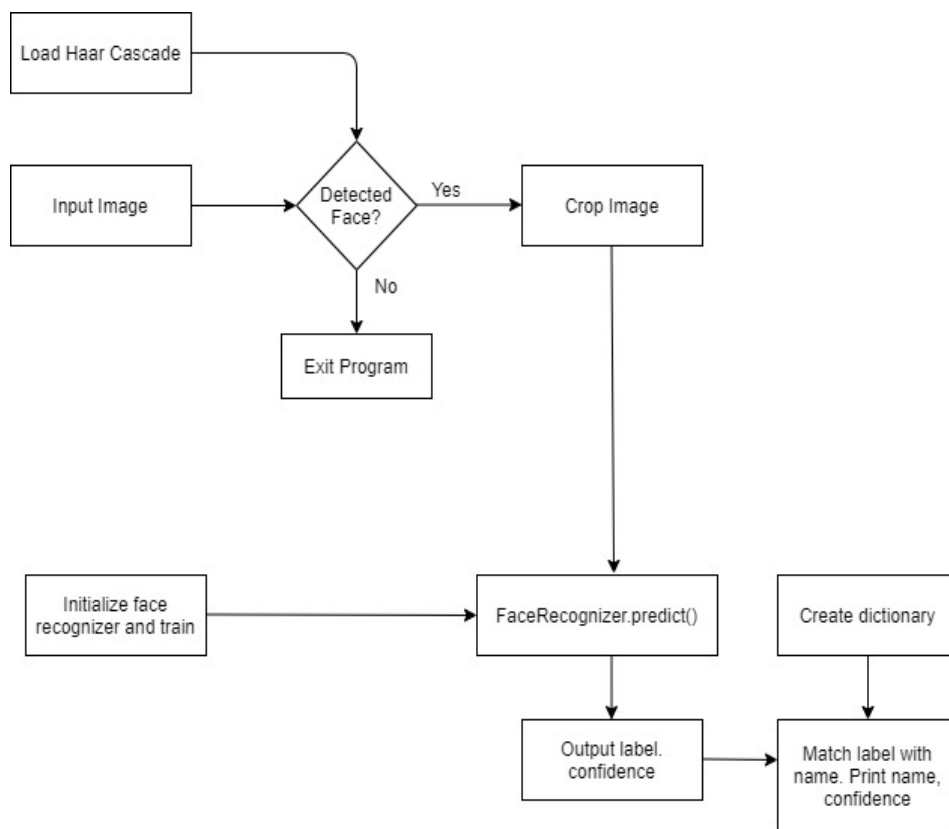 Load Haar Cascade
Input Image
Detected
Face?
Yes
Crop Image
No
Exit Program
Initialize face
recognizer and train
FaceRecognizer.predict()
Create dictionary
Output label.
confidence
Match label with
name. Print name,
confidence